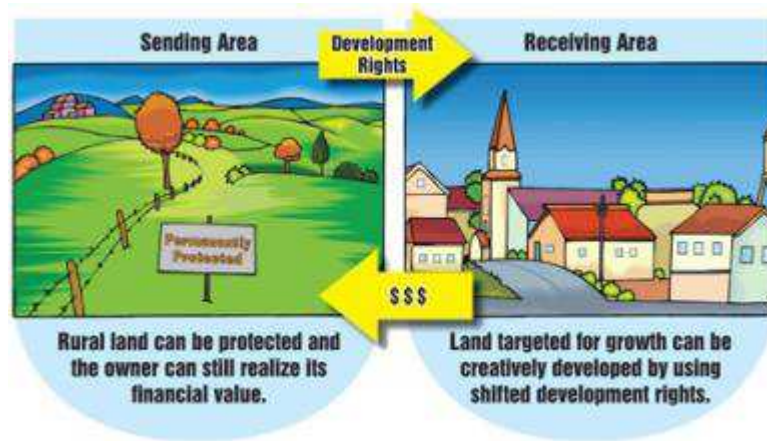 Sending Area
Development
Rights
Receiving Area
Permanently
Protected
$$$
Rural land can be protected and
the owner can still realize its
financial value.
Land targeted for growth can be
creatively developed by using
shifted development rights.